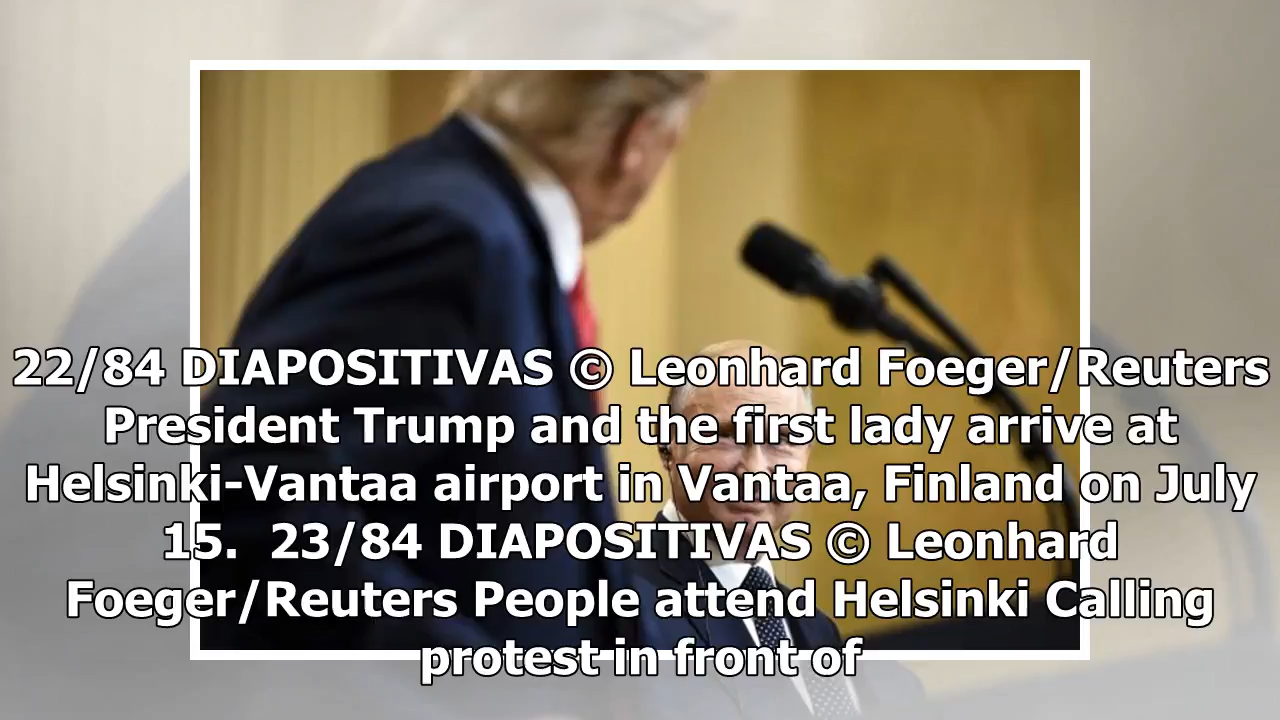 22/84 DIAPOSITIVAS © Leonhard Foeger/Reuters
President Trump and the first lady arrive at
Helsinki-Vantaa airport in Vantaa, Finland on July
15.  23/84 DIAPOSITIVAS © Leonhard
Foeger/Reuters People attend Helsinki Calling
protest in front of